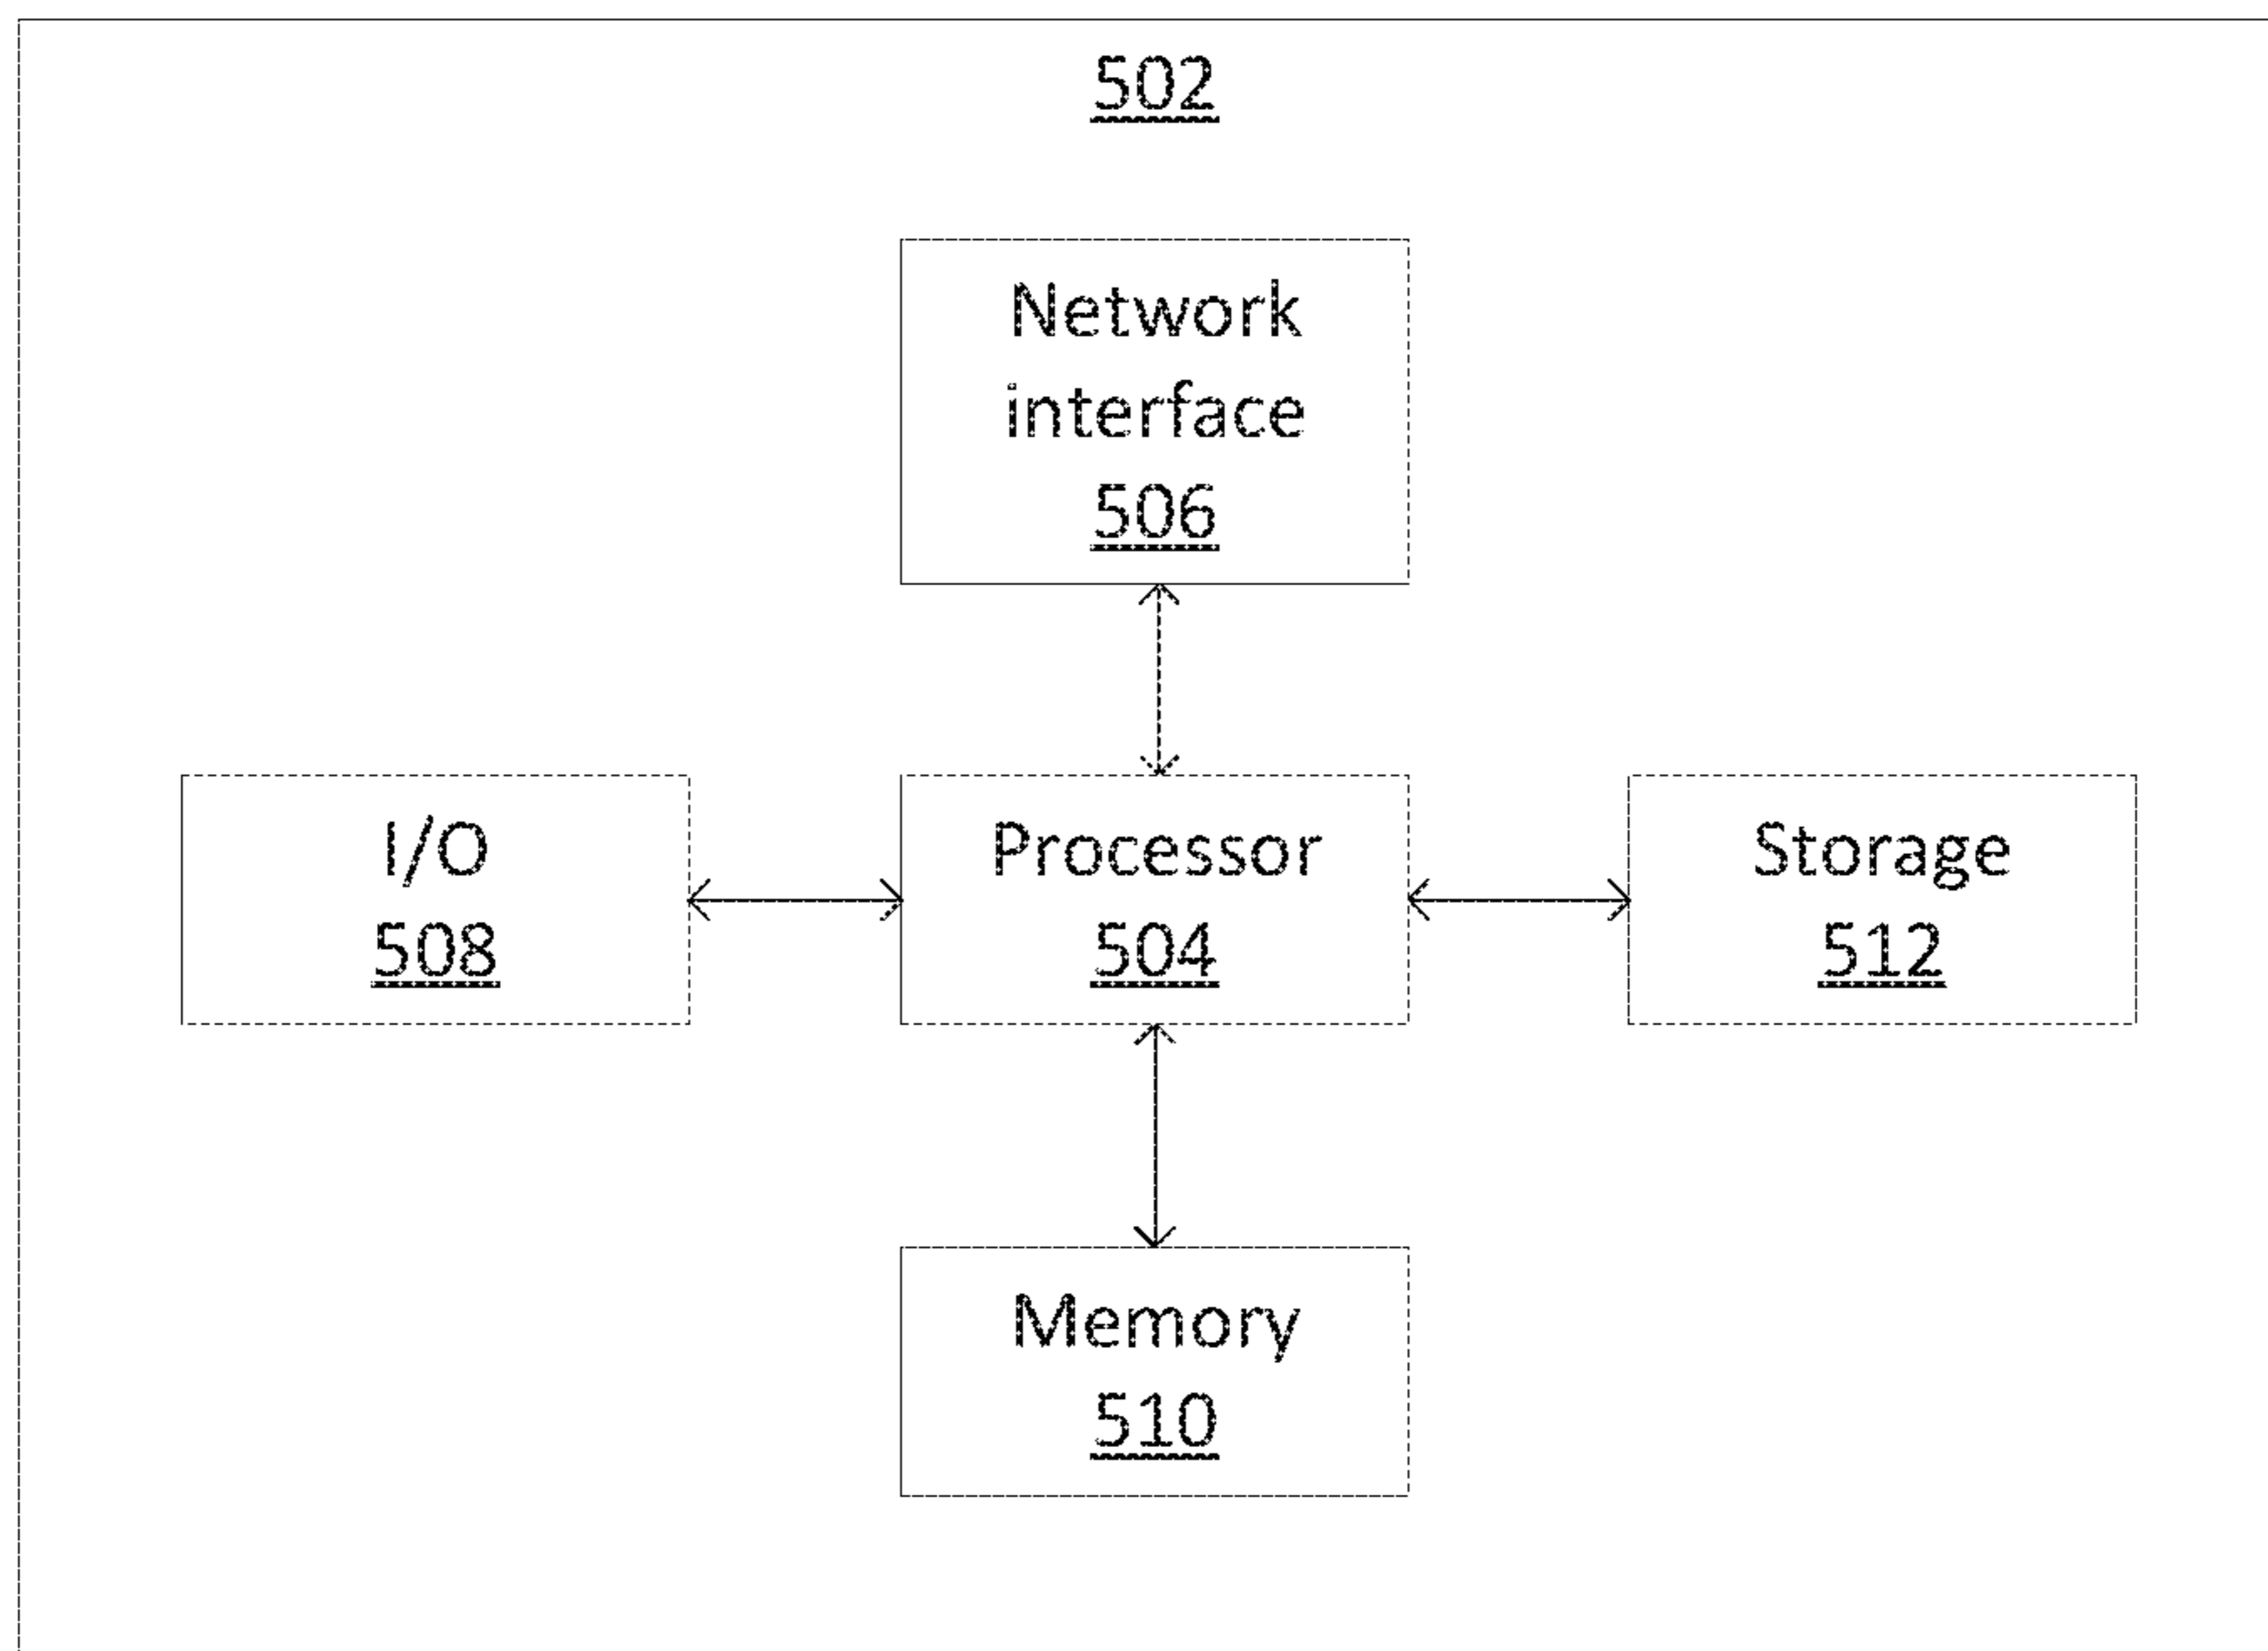 502
Network
interface
506
I/O
508
Processor
504
Storage
512
Memory
510